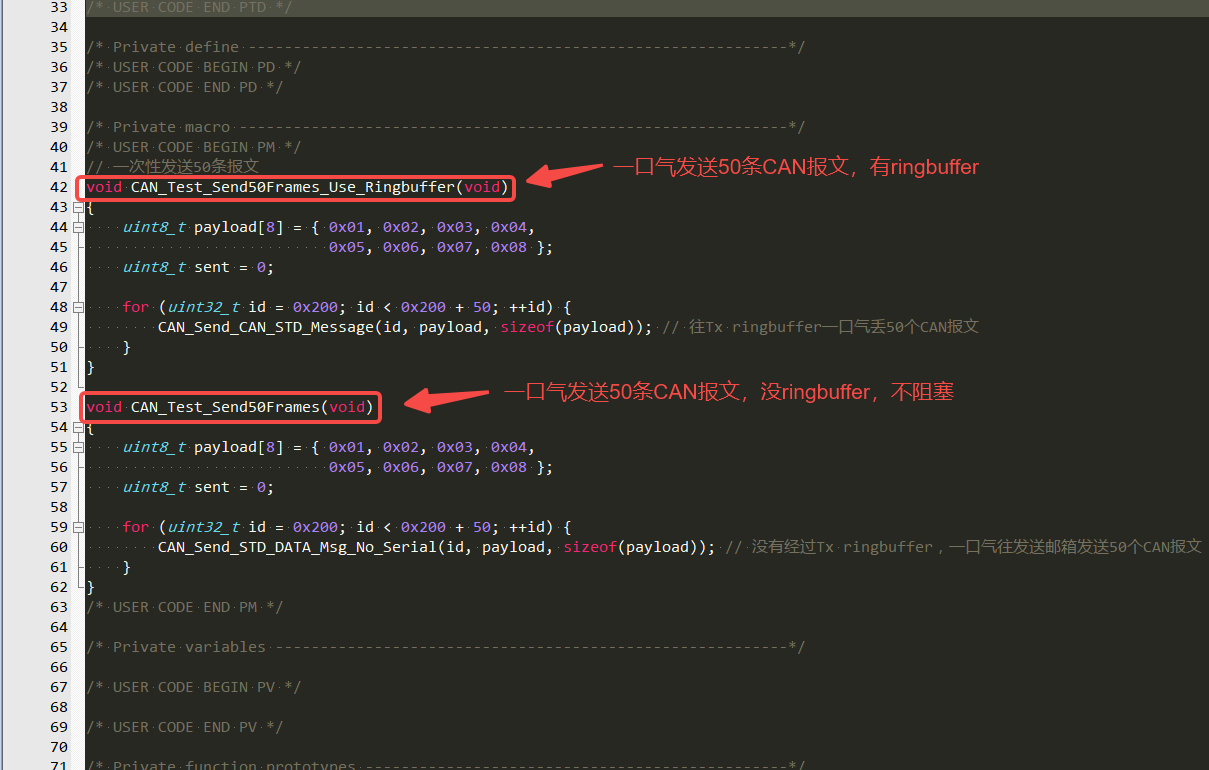 33 /* USER CODE END PTD */
34
35 /* Private define ------------------------------------------------------------*/
36 /* USER CODE BEGIN PD */
37 /* USER CODE END PD */
38
39 /* Private macro -------------------------------------------------------------*/
40 /* USER CODE BEGIN PM */
41 // 一次性发送50条报文
一口气发送50条CAN报文，有ringbuffer
42 void CAN_Test_Send50Frames_Use_Ringbuffer(void)
43 {
44     uint8_t payload[8] = { 0x01, 0x02, 0x03, 0x04,
45                            0x05, 0x06, 0x07, 0x08 };
46     uint8_t sent = 0;
47
48     for (uint32_t id = 0x200; id < 0x200 + 50; ++id) {
49         CAN_Send_CAN_STD_Message(id, payload, sizeof(payload)); // 往Tx ringbuffer一口气丢50个CAN报文
50     }
51 }
52
一口气发送50条CAN报文，没ringbuffer，不阻塞
53 void CAN_Test_Send50Frames(void)
54 {
55     uint8_t payload[8] = { 0x01, 0x02, 0x03, 0x04,
56                            0x05, 0x06, 0x07, 0x08 };
57     uint8_t sent = 0;
58
59     for (uint32_t id = 0x200; id < 0x200 + 50; ++id) {
60         CAN_Send_STD_DATA_Msg_No_Serial(id, payload, sizeof(payload)); // 没有经过Tx ringbuffer，一口气往发送邮箱发送50个CAN报文
61     }
62 }
63 /* USER CODE END PM */
64
65 /* Private variables ---------------------------------------------------------*/
66
67 /* USER CODE BEGIN PV */
68
69 /* USER CODE END PV */
70
71 /* Private function prototypes -----------------------------------------------*/